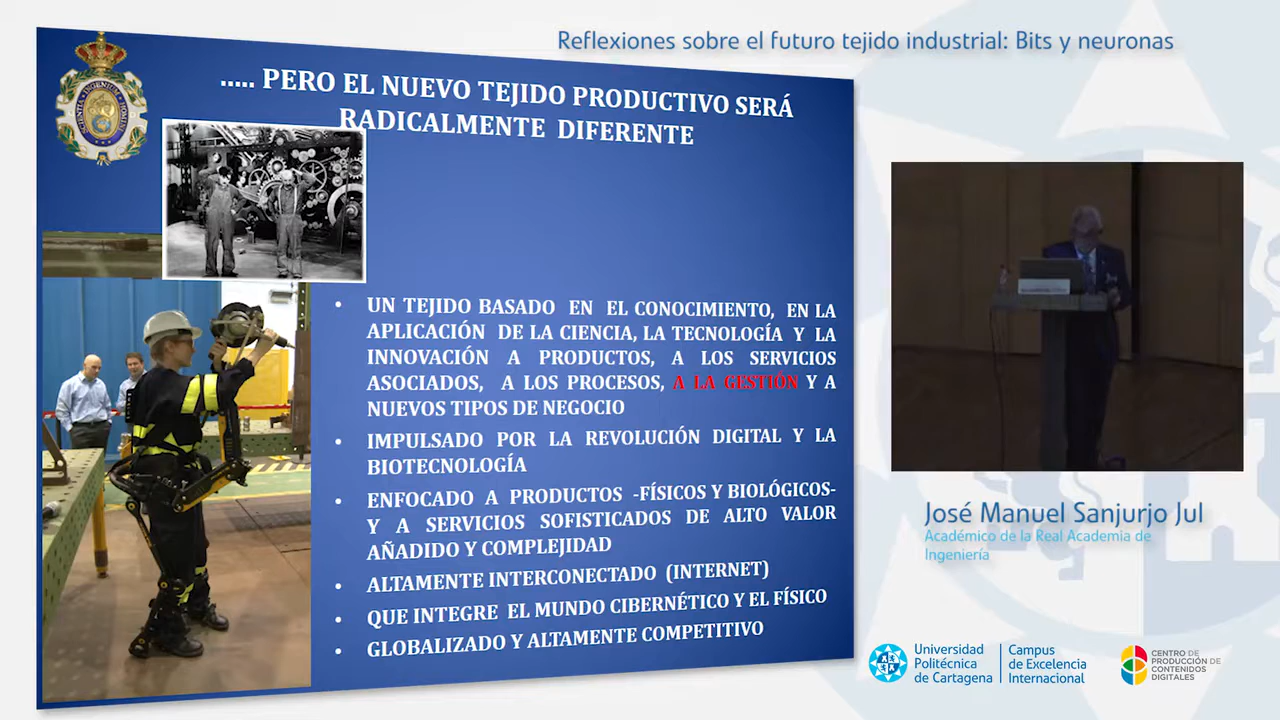 Reflexiones sobre el futuro tejido industrial: Bits y neuronas
..... PERO EL NUEVO TEJIDO PRODUCTIVO SERÁ
RADICALMENTE DIFERENTE
• UN TEJIDO BASADO EN EL CONOCIMIENTO, EN LA
APLICACIÓN DE LA CIENCIA, LA TECNOLOGÍA Y LA
INNOVACIÓN A PRODUCTOS, A LOS SERVICIOS
ASOCIADOS, A LOS PROCESOS, A LA GESTIÓN Y A
NUEVOS TIPOS DE NEGOCIO
• IMPULSADO POR LA REVOLUCIÓN DIGITAL Y LA
BIOTECNOLOGÍA
• ENFOCADO A PRODUCTOS -FÍSICOS Y BIOLÓGICOS-
Y A SERVICIOS SOFISTICADOS DE ALTO VALOR
AÑADIDO Y COMPLEJIDAD
• ALTAMENTE INTERCONECTADO (INTERNET)
• QUE INTEGRE EL MUNDO CIBERNÉTICO Y EL FÍSICO
• GLOBALIZADO Y ALTAMENTE COMPETITIVO
José Manuel Sanjurjo Jul
Académico de la Real Academia de
Ingeniería
Universidad
Politécnica
de Cartagena
Campus
de Excelencia
Internacional
CENTRO DE
PRODUCCIÓN DE
CONTENIDOS
DIGITALES